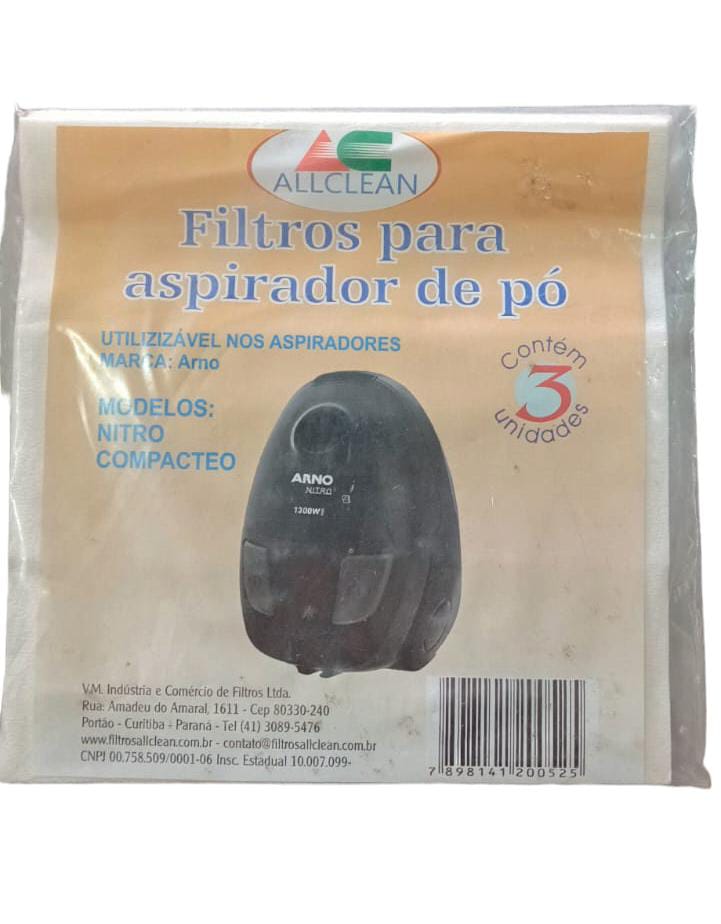 AC
ALLCLEAN
Filtros para
aspirador de pó
UTILIZIZÁVEL NOS ASPIRADORES
MARCA: Arno
Contém
3
unidades
MODELOS:
NITRO
COMPACTEO
ARNO
NITRO
1300W
V.M. Indústria e Comércio de Filtros Ltda.
Rua: Amadeu do Amaral, 1611 - Cep 80330-240
Portão - Curitiba - Paraná - Tel (41) 3089-5476
www.filtrosallclean.com.br - contato@filtrosallclean.com.br
CNPJ 00.758.509/0001-06 Insc. Estadual 10.007.099-
7 898141 200525